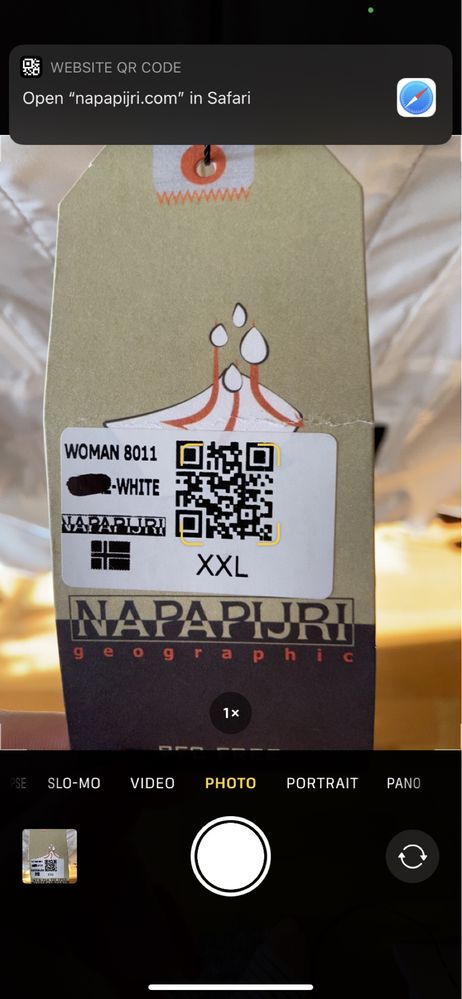 WEBSITE QR CODE
Open “napapijri.com” in Safari
WOMAN 8011
-WHITE
NAPAPIJRI
XXL
NAPAPIJRI
geographic
1×
SLO-MO VIDEO PHOTO PORTRAIT PANO